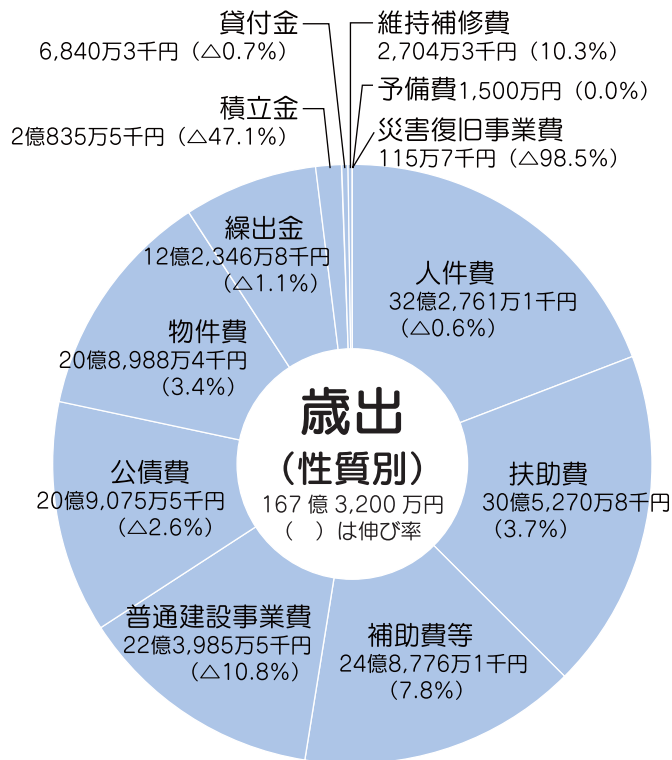 貸付金
6,840万3千円（△0.7%）
積立金
2億835万5千円（△47.1%）
維持補修費
2,704万3千円（10.3%）
予備費1,500万円（0.0%）
災害復旧事業費
115万7千円（△98.5%）
繰出金
12億2,346万8千円
（△1.1%）
人件費
32億2,761万1千円
（△0.6%）
物件費
20億8,988万4千円
（3.4%）
歳出
（性質別）
167億3,200万円
（　）は伸び率
公債費
20億9,075万5千円
（△2.6%）
扶助費
30億5,270万8千円
（3.7%）
普通建設事業費
22億3,985万5千円
（△10.8%）
補助費等
24億8,776万1千円
（7.8%）